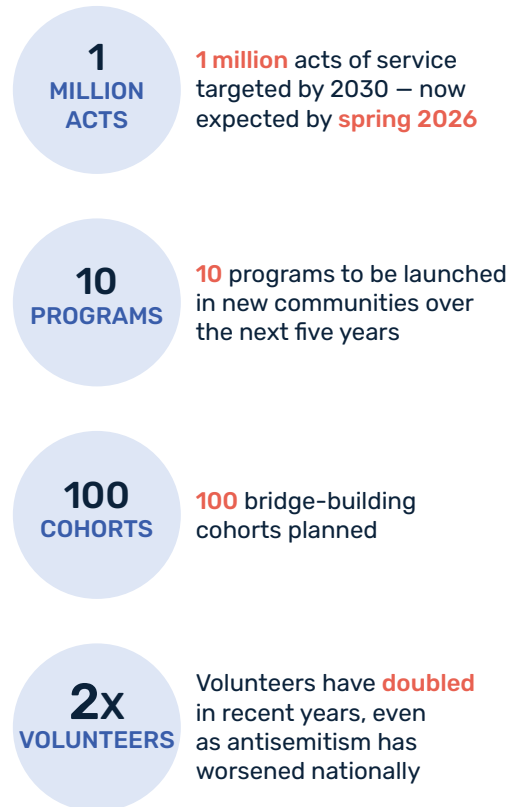 1
MILLION
ACTS
1 million acts of service
targeted by 2030 — now
expected by spring 2026
10
PROGRAMS
10 programs to be launched
in new communities over
the next five years
100
COHORTS
100 bridge-building
cohorts planned
2x
VOLUNTEERS
Volunteers have doubled
in recent years, even
as antisemitism has
worsened nationally